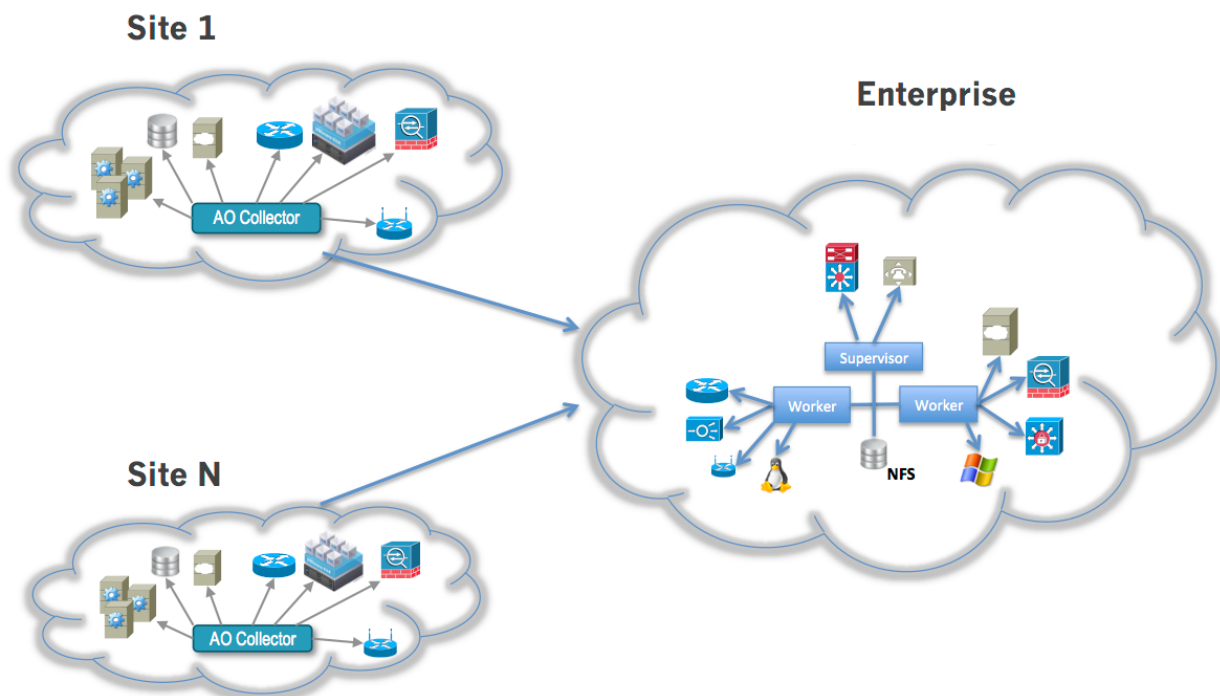 Site 1
Enterprise
AO Collector
Supervisor
Worker
Worker
NFS
Site N
AO Collector